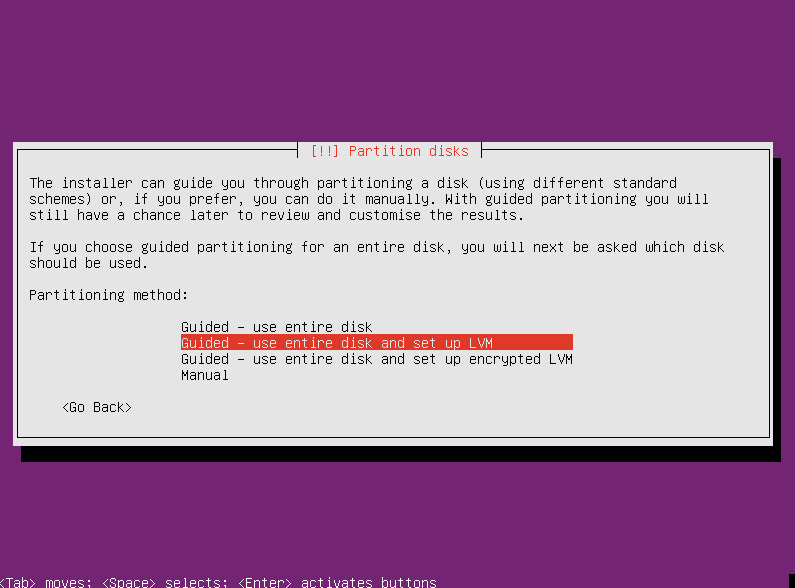 [!!] Partition disks
The installer can guide you through partitioning a disk (using different standard
schemes) or, if you prefer, you can do it manually. With guided partitioning you will
still have a chance later to review and customise the results.
If you choose guided partitioning for an entire disk, you will next be asked which disk
should be used.
Partitioning method:
Guided – use entire disk
Guided – use entire disk and set up LVM
Guided – use entire disk and set up encrypted LVM
Manual
<Go Back>
<Tab> moves; <Space> selects; <Enter> activates buttons